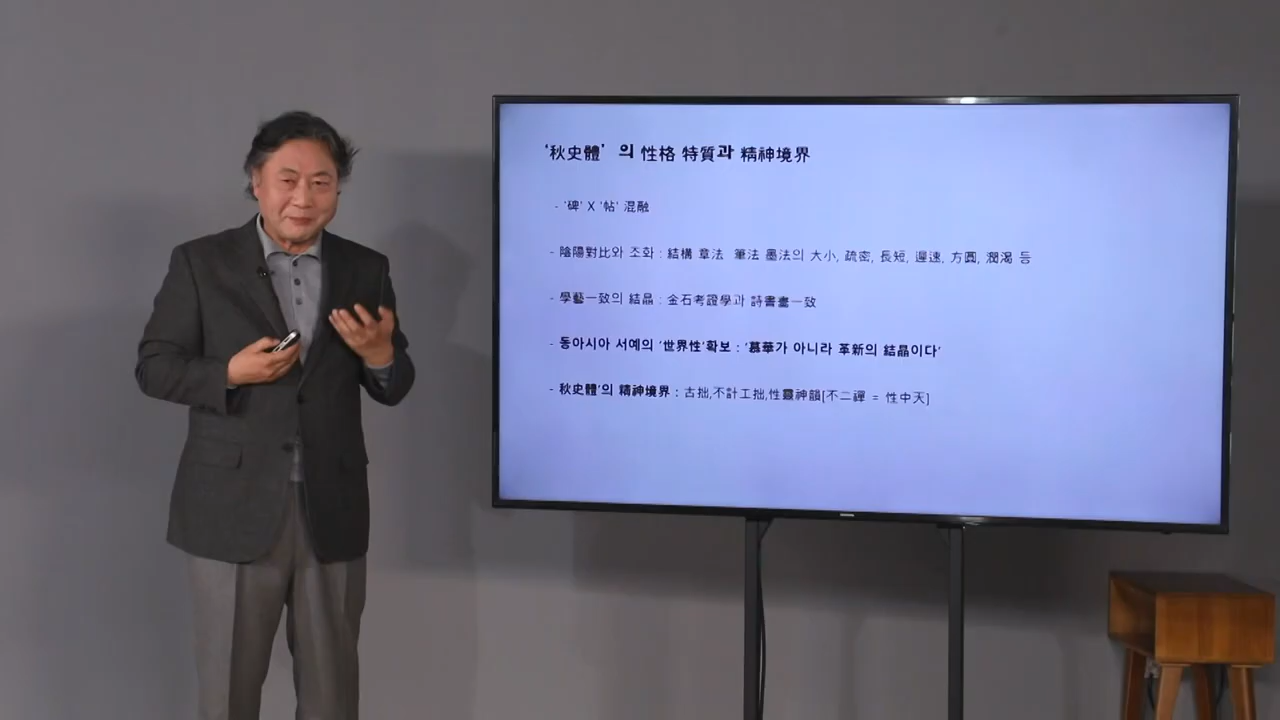 '秋史體' 의 性格 特質과 精神境界
- '碑' X '帖' 混融
- 陰陽對比와 조화 : 結構 章法 筆法 墨法의 大小, 疏密, 長短, 遲速, 方圓, 潤渴 등
- 學藝一致의 結晶 : 金石考證學과 詩書畵一致
- 동아시아 서예의 '世界性'확보 : '慕華가 아니라 革新의 結晶이다'
- 秋史體'의 精神境界 : 古拙,不計工拙,性靈神韻[不二禪 = 性中天]